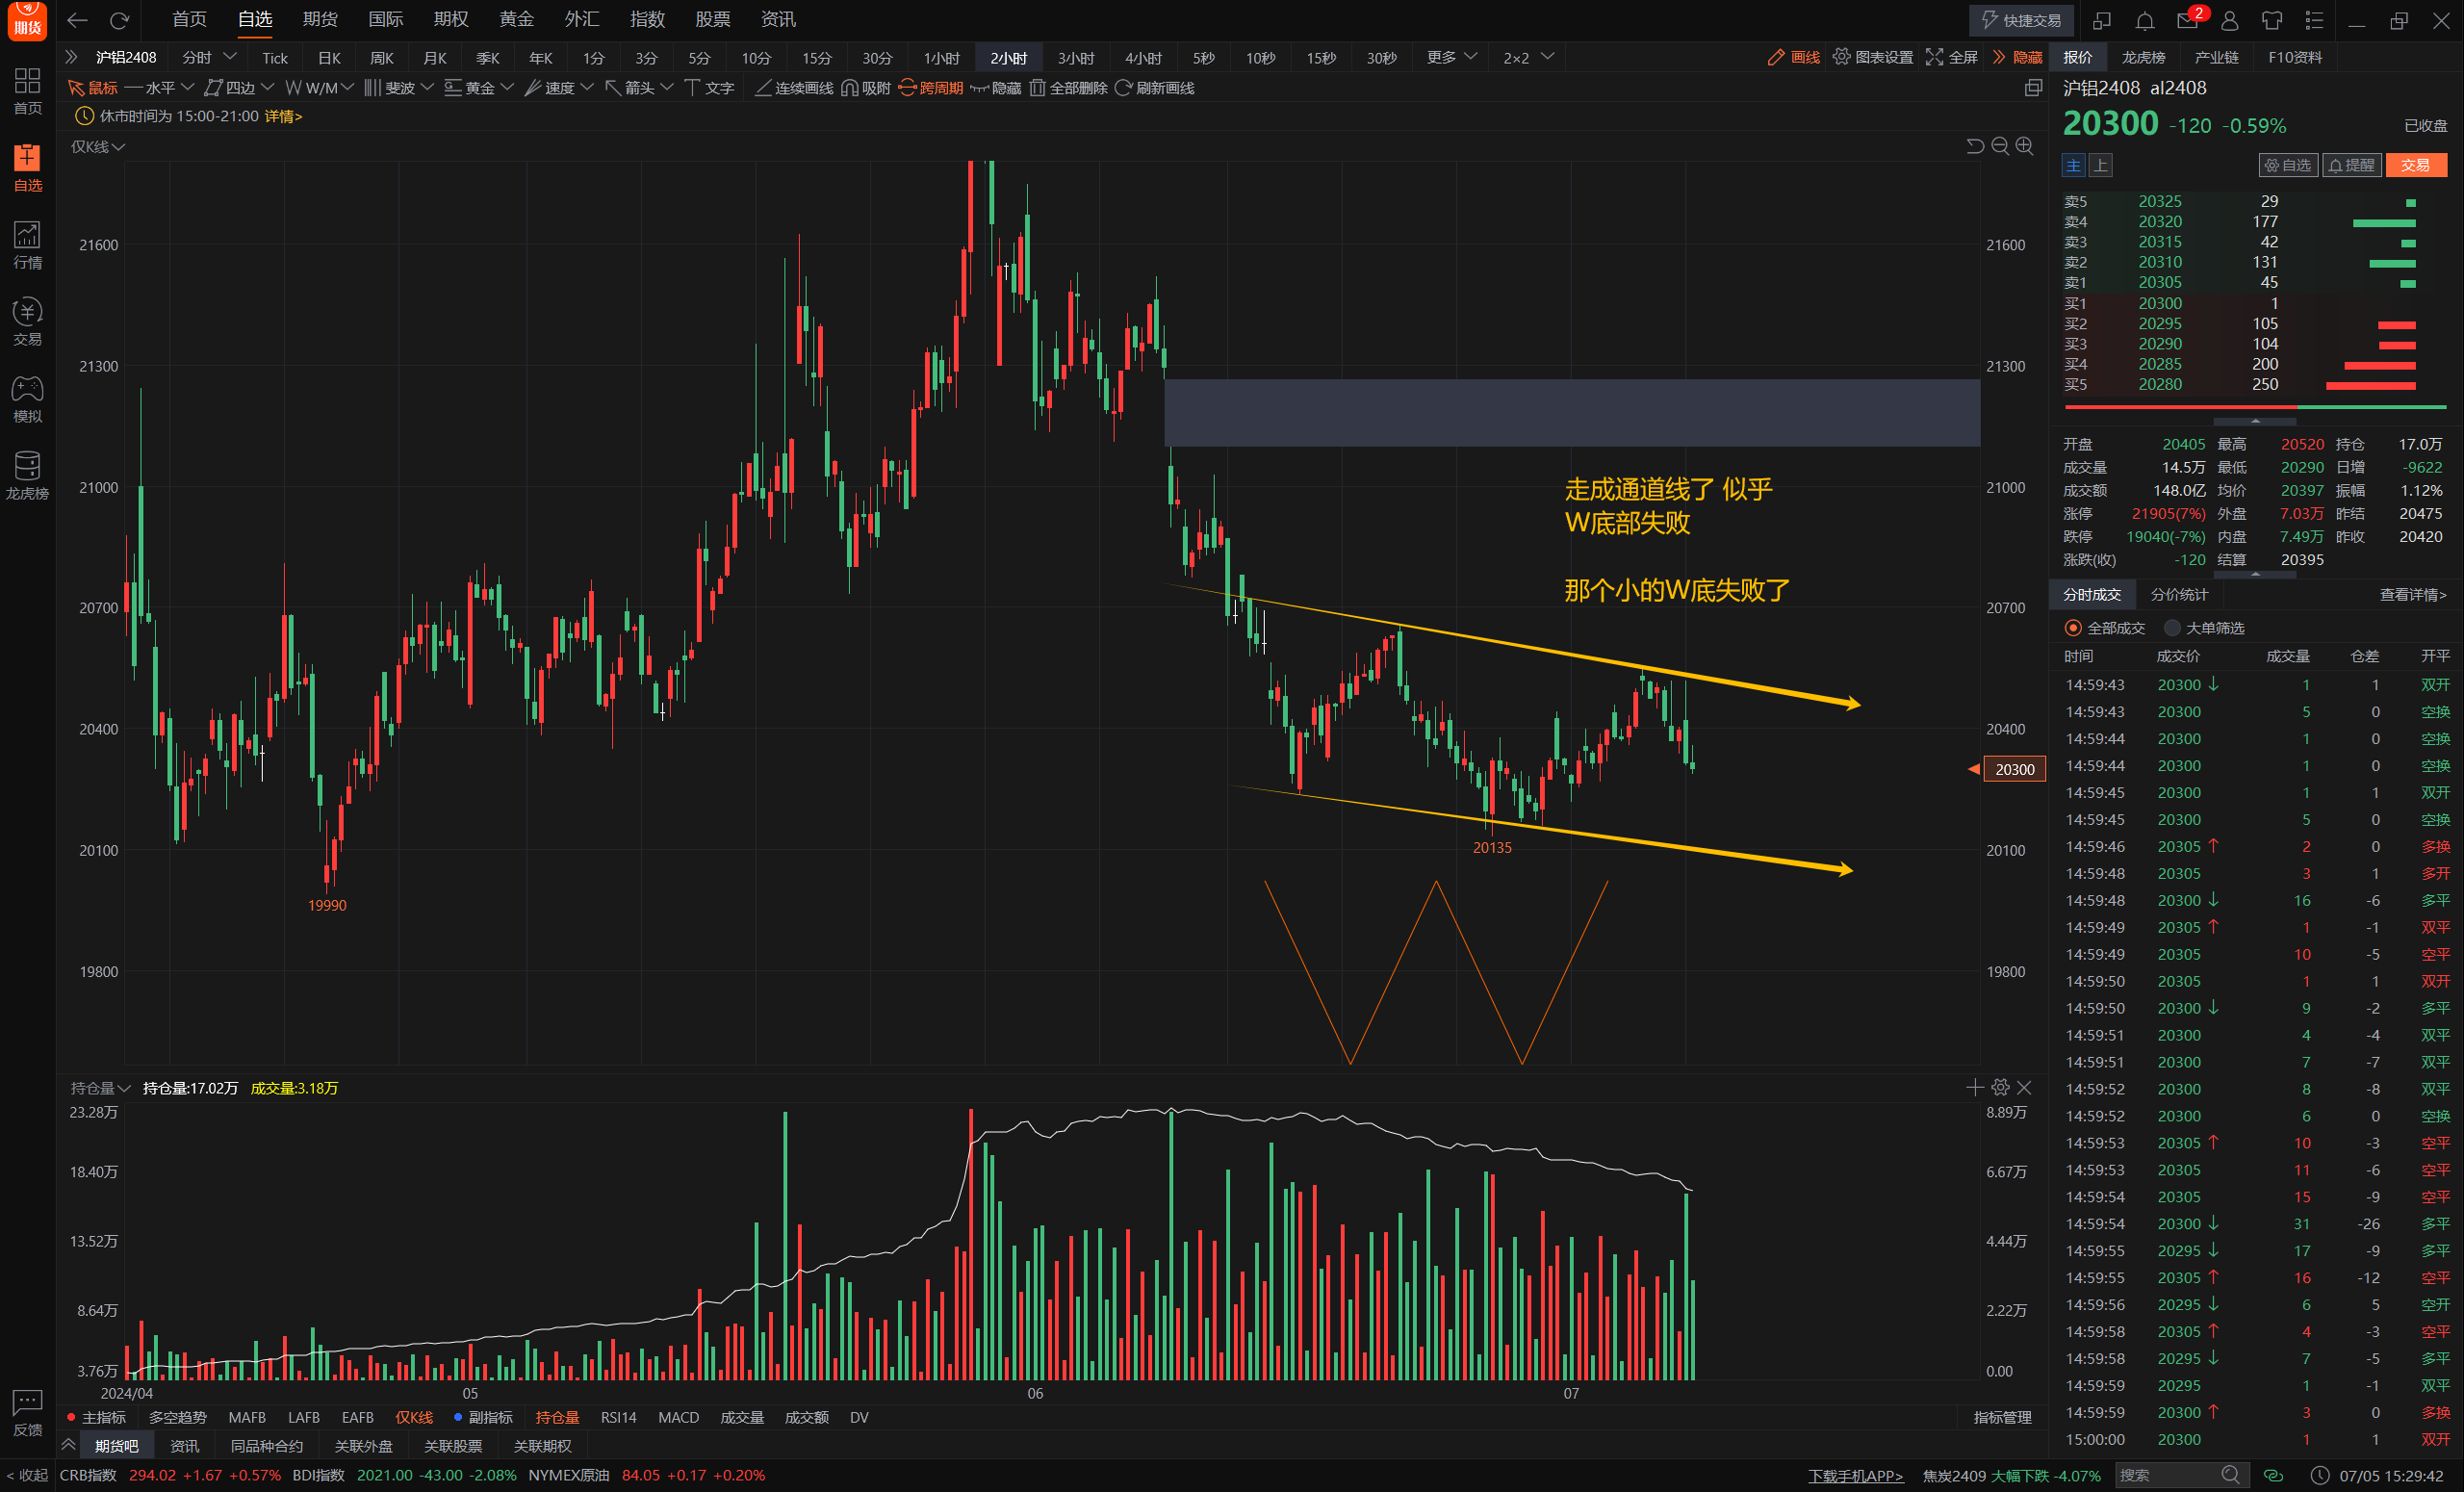 期货
首页 自选 期货 国际 期权 黄金 外汇 指数 股票 资讯
快捷交易 2
沪铝2408 分时 Tick 日K 周K 月K 季K 年K 1分 3分 5分 10分 15分 30分 1小时 2小时 3小时 4小时 5秒 10秒 15秒 30秒 更多 2×2 画线 图表设置 全屏 隐藏
报价 龙虎榜 产业链 F10资料
鼠标 水平 四边 W/M 斐波 黄金 速度 箭头 文字 连续画线 吸附 跨周期 隐藏 全部删除 刷新画线
休市时间为 15:00-21:00 详情>
仅K线
首页
自选
行情
交易
模拟
龙虎榜
反馈
< 收起
21600 21600
21300 21300
21000 21000
20700 20700
20400 20400
20300
20100 20100
19800 19800
走成通道线了 似乎
W底部失败
那个小的W底失败了
20135
19990
持仓量 持仓量:17.02万 成交量:3.18万
23.28万 8.89万
18.40万 6.67万
13.52万 4.44万
8.64万 2.22万
3.76万 0.00
2024/04 05 06 07
主指标 多空趋势 MAFB LAFB EAFB 仅K线 副指标 持仓量 RSI14 MACD 成交量 成交额 DV 指标管理
期货吧 资讯 同品种合约 关联外盘 关联股票 关联期权
沪铝2408 al2408
20300 -120 -0.59% 已收盘
主 上 自选 提醒 交易
卖5 20325 29
卖4 20320 177
卖3 20315 42
卖2 20310 131
卖1 20305 45
买1 20300 1
买2 20295 105
买3 20290 104
买4 20285 200
买5 20280 250
开盘 20405 最高 20520 持仓 17.0万
成交量 14.5万 最低 20290 日增 -9622
成交额 148.0亿 均价 20397 振幅 1.12%
涨停 21905(7%) 外盘 7.03万 昨结 20475
跌停 19040(-7%) 内盘 7.49万 昨收 20420
涨跌(收) -120 结算 20395
分时成交 分价统计 查看详情>
全部成交 大单筛选
时间 成交价 成交量 仓差 开平
14:59:43 20300 ↓ 1 1 双开
14:59:43 20300 5 0 空换
14:59:44 20300 1 0 空换
14:59:44 20300 1 0 空换
14:59:45 20300 1 1 双开
14:59:45 20300 5 0 空换
14:59:46 20305 ↑ 2 0 多换
14:59:48 20305 3 1 多开
14:59:48 20300 ↓ 16 -6 多平
14:59:49 20305 ↑ 1 -1 双平
14:59:49 20305 10 -5 空平
14:59:50 20305 1 1 双开
14:59:50 20300 ↓ 9 -2 多平
14:59:51 20300 4 -4 双平
14:59:51 20300 7 -7 双平
14:59:52 20300 8 -8 双平
14:59:52 20300 6 0 空换
14:59:53 20305 ↑ 10 -3 空平
14:59:53 20305 11 -6 空平
14:59:54 20305 15 -9 空平
14:59:54 20300 ↓ 31 -26 多平
14:59:55 20295 ↓ 17 -9 多平
14:59:55 20305 ↑ 16 -12 空平
14:59:56 20295 ↓ 6 5 空开
14:59:58 20305 ↑ 4 -3 空平
14:59:58 20295 ↓ 7 -5 多平
14:59:59 20295 1 -1 双平
14:59:59 20300 ↑ 3 0 多换
15:00:00 20300 1 1 双开
CRB指数 294.02 +1.67 +0.57% BDI指数 2021.00 -43.00 -2.08% NYMEX原油 84.05 +0.17 +0.20% 下载手机APP> 焦炭2409 大幅下跌 -4.07% 搜索 07/05 15:29:42